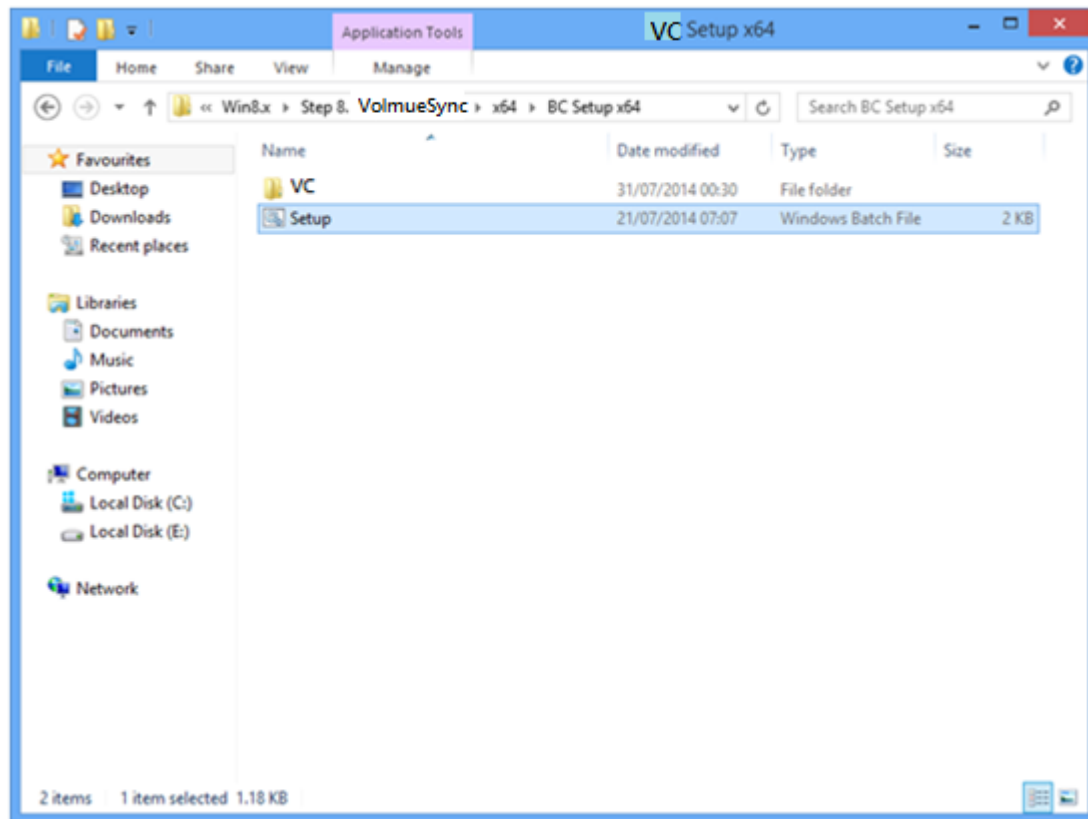 Application Tools
VC Setup x64
File Home Share View Manage
« Win8.x ▸ Step 8. VolmueSync ▸ x64 ▸ BC Setup x64
Search BC Setup x64
Name Date modified Type Size
Favourites
Desktop
Downloads
Recent places
Libraries
Documents
Music
Pictures
Videos
Computer
Local Disk (C:)
Local Disk (E:)
Network
VC 31/07/2014 00:30 File folder
Setup 21/07/2014 07:07 Windows Batch File 2 KB
2 items 1 item selected 1.18 KB